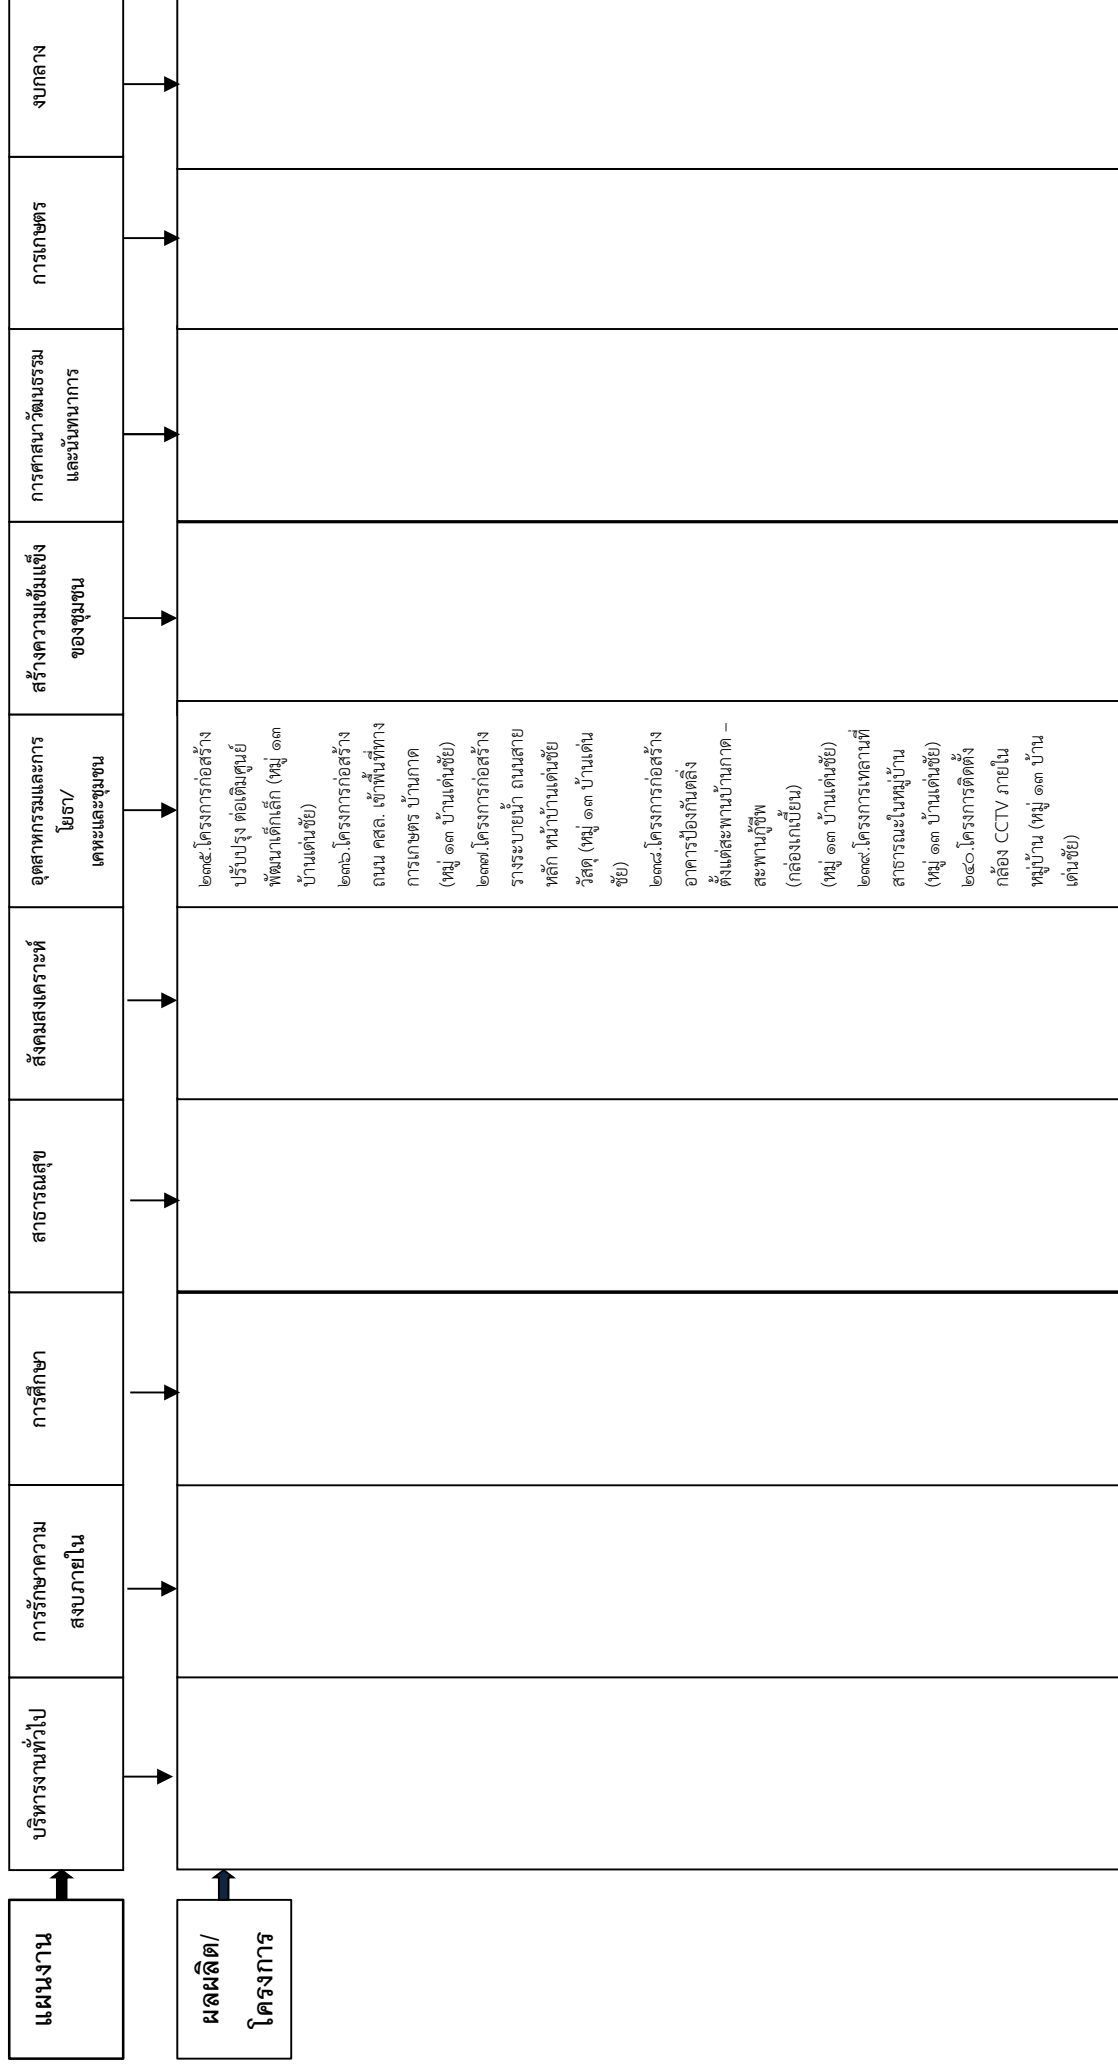 แผนงาน
บริหารงานทั่วไป
การรักษาความ
สงบภายใน
การศึกษา
สาธารณสุข
สังคมสงเคราะห์
อุตสาหกรรมและการ
โยธา/
เคหะและชุมชน
สร้างความเข้มแข็ง
ของชุมชน
การศาสนาวัฒนธรรม
และนันทนาการ
การเกษตร
งบกลาง
ผลผลิต/
โครงการ
๒๓๕.โครงการก่อสร้าง
ปรับปรุง ต่อเติมศูนย์
พัฒนาเด็กเล็ก (หมู่ ๑๓
บ้านเด่นชัย)
๒๓๖.โครงการก่อสร้าง
ถนน คสล. เข้าพื้นที่ทาง
การเกษตร บ้านกาด
(หมู่ ๑๓ บ้านเด่นชัย)
๒๓๗.โครงการก่อสร้าง
รางระบายน้ำ ถนนสาย
หลัก หน้าบ้านเด่นชัย
วัสดุ (หมู่ ๑๓ บ้านเด่น
ชัย)
๒๓๘.โครงการก่อสร้าง
อาคารป้องกันตลิ่ง
ตั้งแต่สะพานบ้านกาด –
สะพานกู้ชีพ
(กล่องเกเบียน)
(หมู่ ๑๓ บ้านเด่นชัย)
๒๓๙.โครงการเทลานที่
สาธารณะในหมู่บ้าน
(หมู่ ๑๓ บ้านเด่นชัย)
๒๔๐.โครงการติดตั้ง
กล้อง CCTV ภายใน
หมู่บ้าน (หมู่ ๑๓ บ้าน
เด่นชัย)